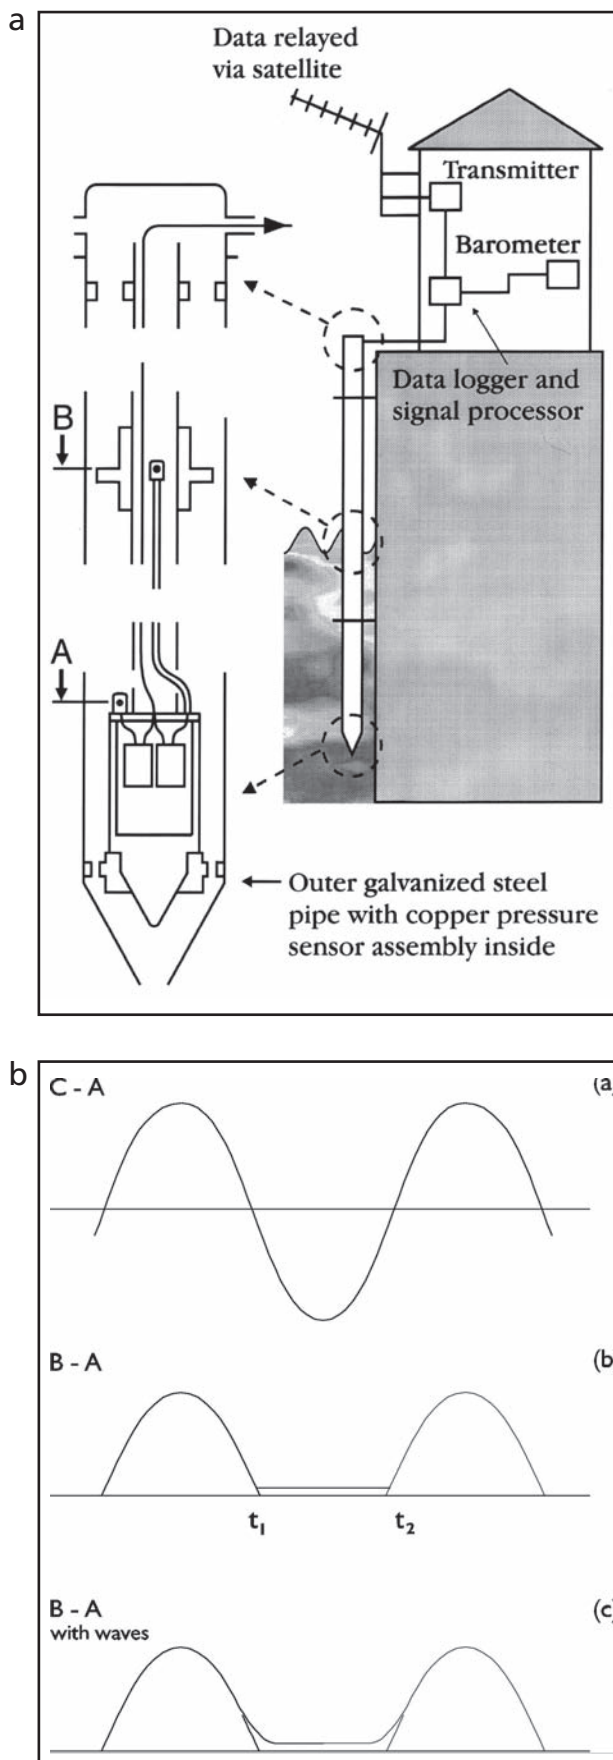 a
Data relayed
via satellite
Transmitter
Barometer
Data logger and
signal processor
B
A
Outer galvanized steel
pipe with copper pressure
sensor assembly inside
b
C - A
(a)
B - A
(b
t1
t2
B - A
(c)
with waves